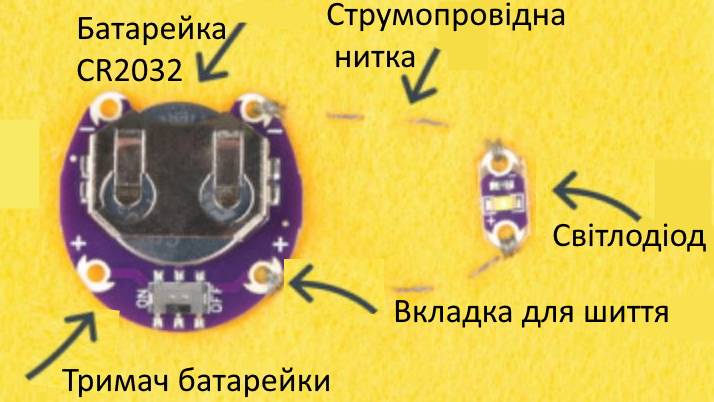 Батарейка
CR2032
Струмопровідна
нитка
Світлодіод
Вкладка для шиття
Тримач батарейки
ON
OFF
−
−
+
+
+